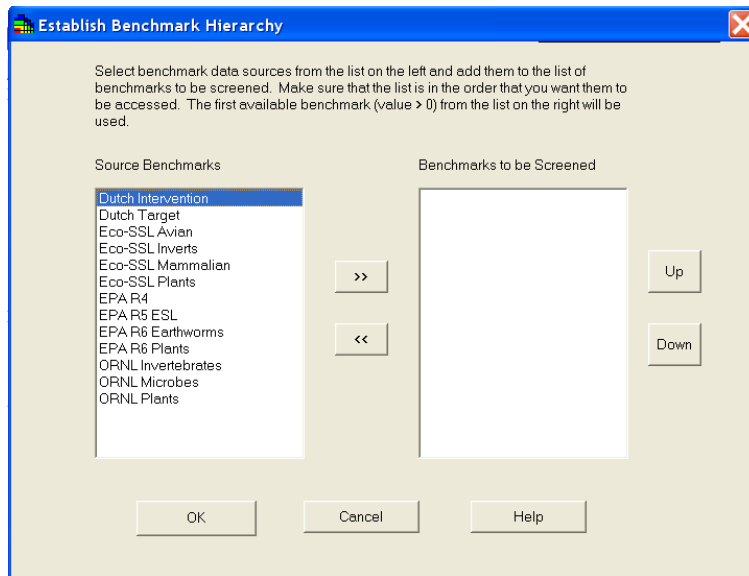 Establish Benchmark Hierarchy
Select benchmark data sources from the list on the left and add them to the list of
benchmarks to be screened. Make sure that the list is in the order that you want them to
be accessed. The first available benchmark (value > 0) from the list on the right will be
used.
Source Benchmarks
Benchmarks to be Screened
Dutch Intervention
Dutch Target
Eco-SSL Avian
Eco-SSL Inverts
Eco-SSL Mammalian
Eco-SSL Plants
EPA R4
EPA R5 ESL
EPA R6 Earthworms
EPA R6 Plants
ORNL Invertebrates
ORNL Microbes
ORNL Plants
>>
<<
Up
Down
OK
Cancel
Help